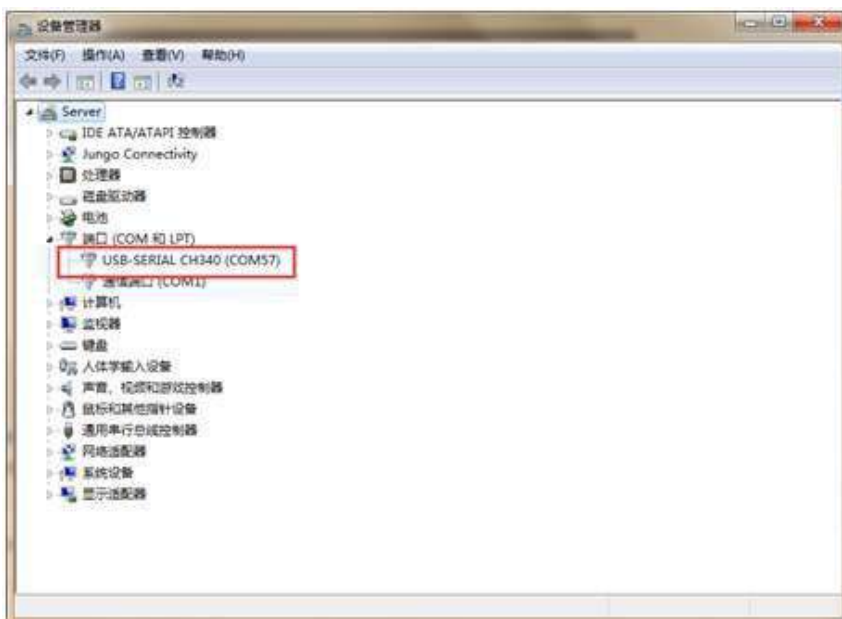 设备管理器
文件(F) 操作(A) 查看(V) 帮助(H)
Server
IDE ATA/ATAPI 控制器
Jungo Connectivity
处理器
磁盘驱动器
电池
端口 (COM 和 LPT)
USB-SERIAL CH340 (COM57)
通信端口 (COM1)
计算机
监视器
键盘
人体学输入设备
声音、视频和游戏控制器
鼠标和其他指针设备
通用串行总线控制器
网络适配器
系统设备
显示适配器